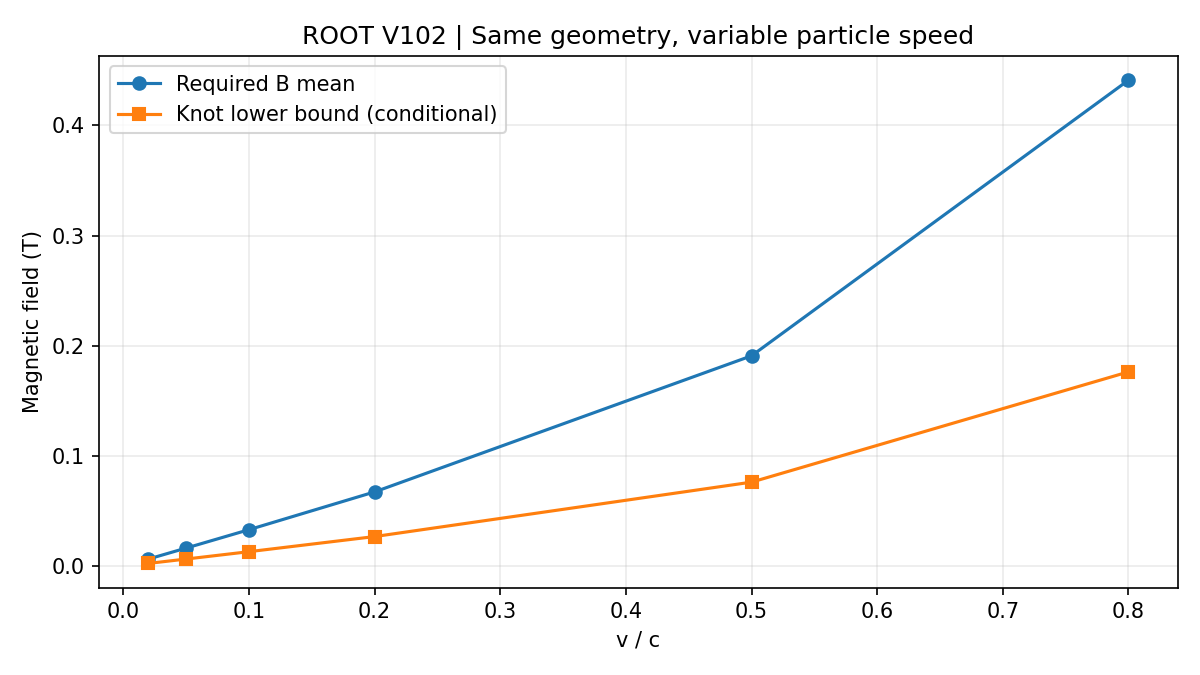 ROOT V102 | Same geometry, variable particle speed
Required B mean
Knot lower bound (conditional)
Magnetic field (T)
0.4
0.3
0.2
0.1
0.0
0.0 0.1 0.2 0.3 0.4 0.5 0.6 0.7 0.8
v / c